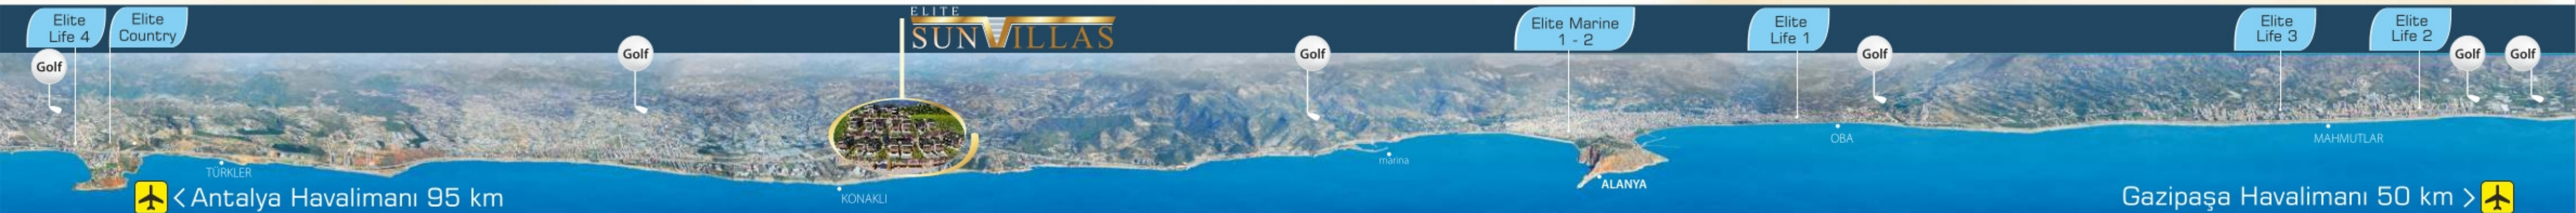 Elite
Life 4
Elite
Country
ELITE
SUN VILLAS
Elite Marine
1 - 2
Elite
Life 1
Elite
Life 3
Elite
Life 2
Golf
Golf
Golf
Golf
Golf
Golf
TÜRKLER
KONAKLI
marina
ALANYA
OBA
MAHMUTLAR
< Antalya Havalimanı 95 km
Gazipaşa Havalimanı 50 km >